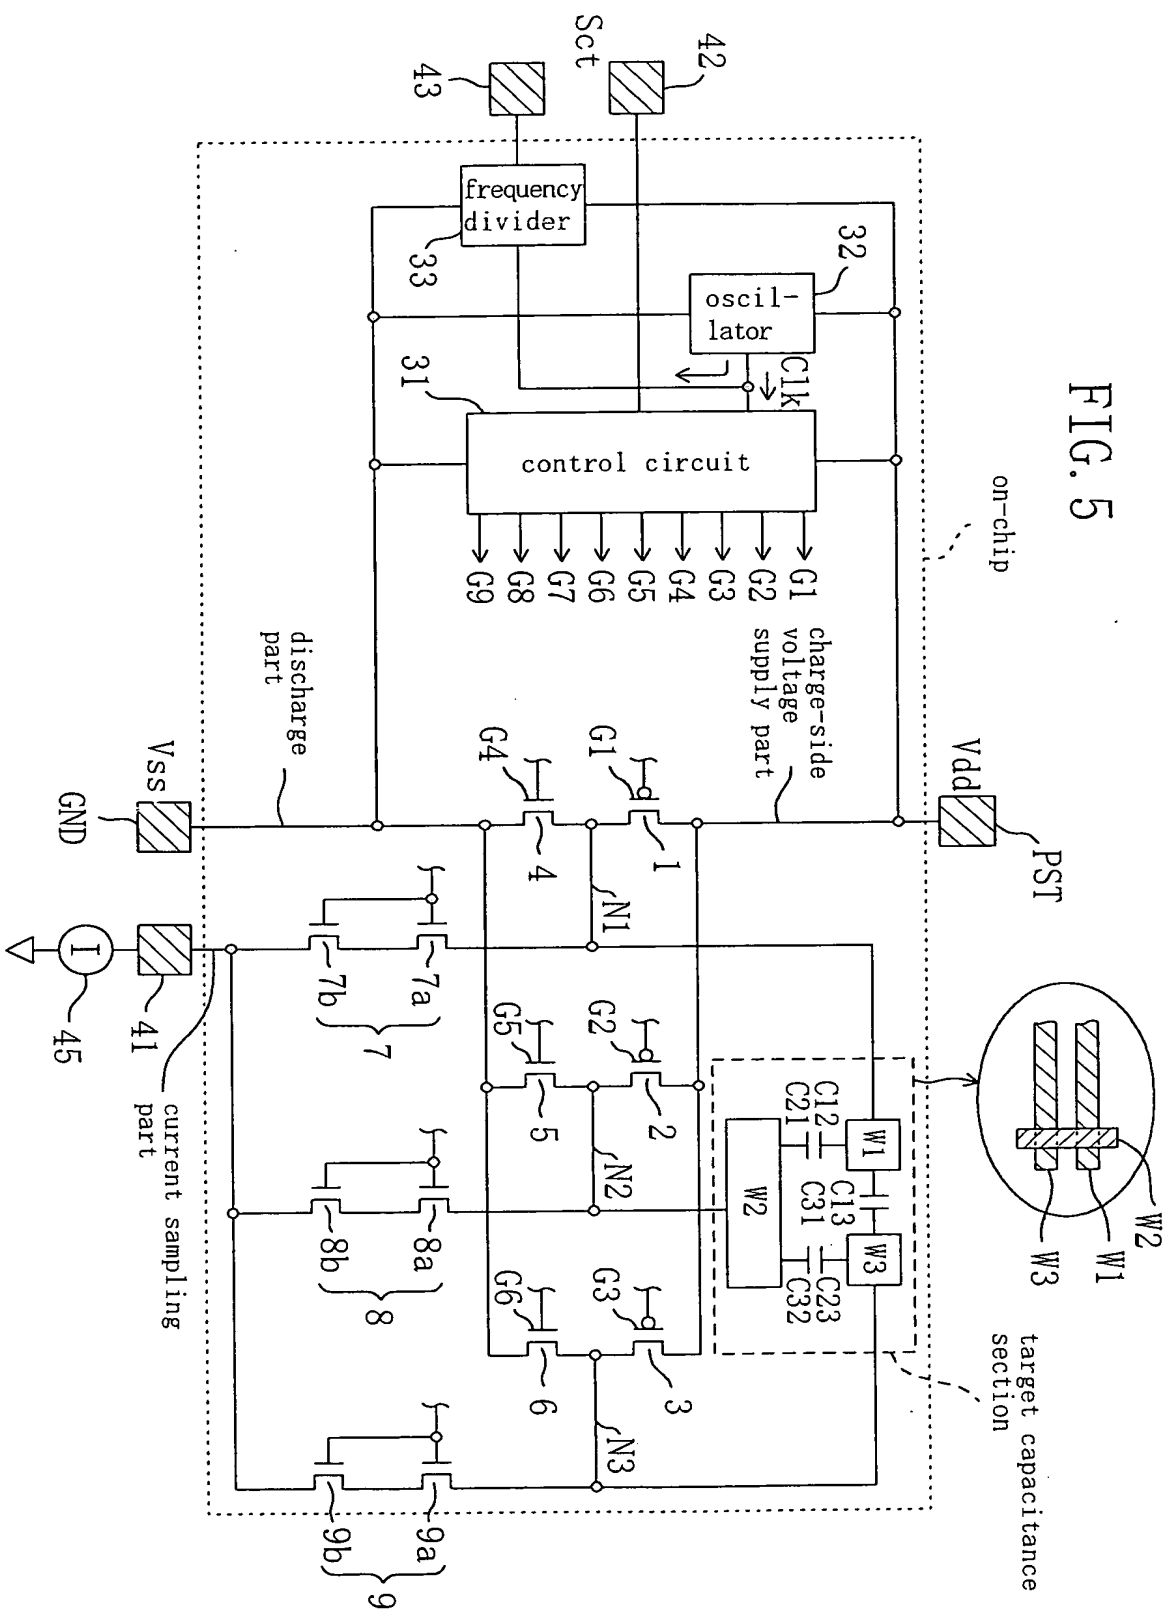 FIG. 5
on-chip
Sct
42
43
frequency
divider
33
32
oscil-
lator
Clk
31
control circuit
G1
G2
G3
G4
G5
G6
G7
G8
G9
charge-side
voltage
supply part
discharge
part
Vdd
PST
Vss
GND
G1
1
G4
4
N1
7a
7b
7
41
45
I
current sampling
part
G2
2
G5
5
N2
8a
8b
8
G3
3
G6
6
N3
9a
9b
9
W1
W2
W3
C12
C21
C13
C31
C23
C32
W2
W1
W3
target capacitance
section